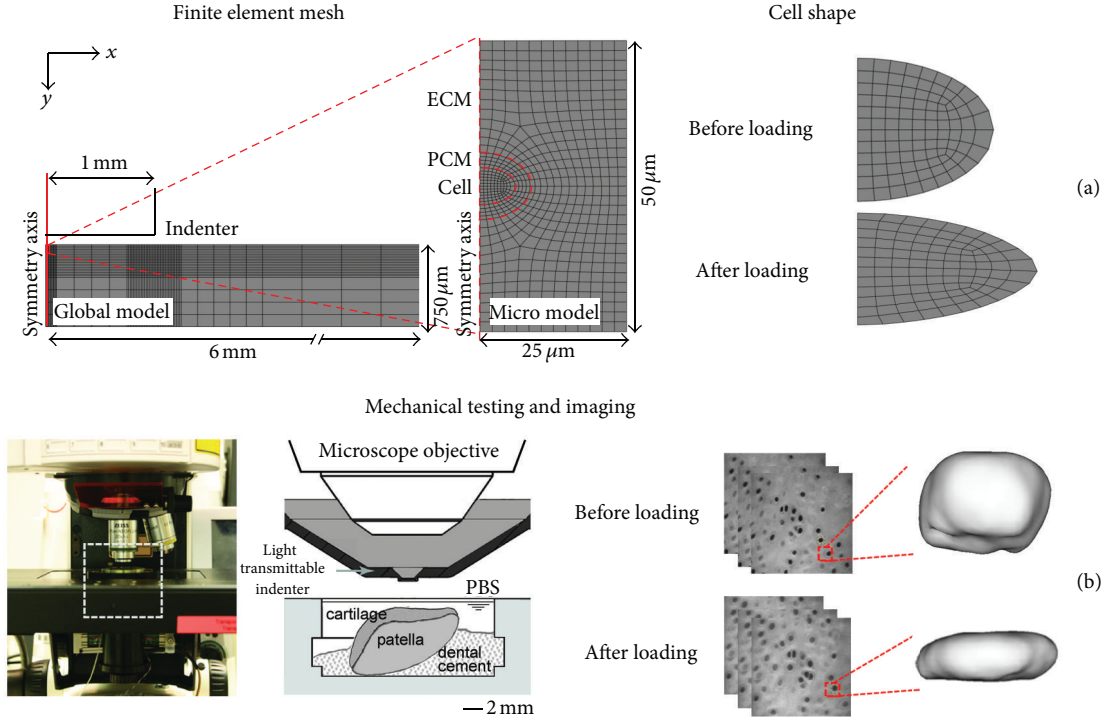 Finite element mesh
Cell shape
x
y
ECM
PCM
Cell
1 mm
Indenter
Symmetry axis
Global model
750 μm
6 mm
Symmetry axis
Micro model
50 μm
25 μm
Before loading
After loading
(a)
Mechanical testing and imaging
ZEISS
Microscope objective
Light
transmittable
indenter
PBS
cartilage
patella
dental
cement
2 mm
Before loading
After loading
(b)